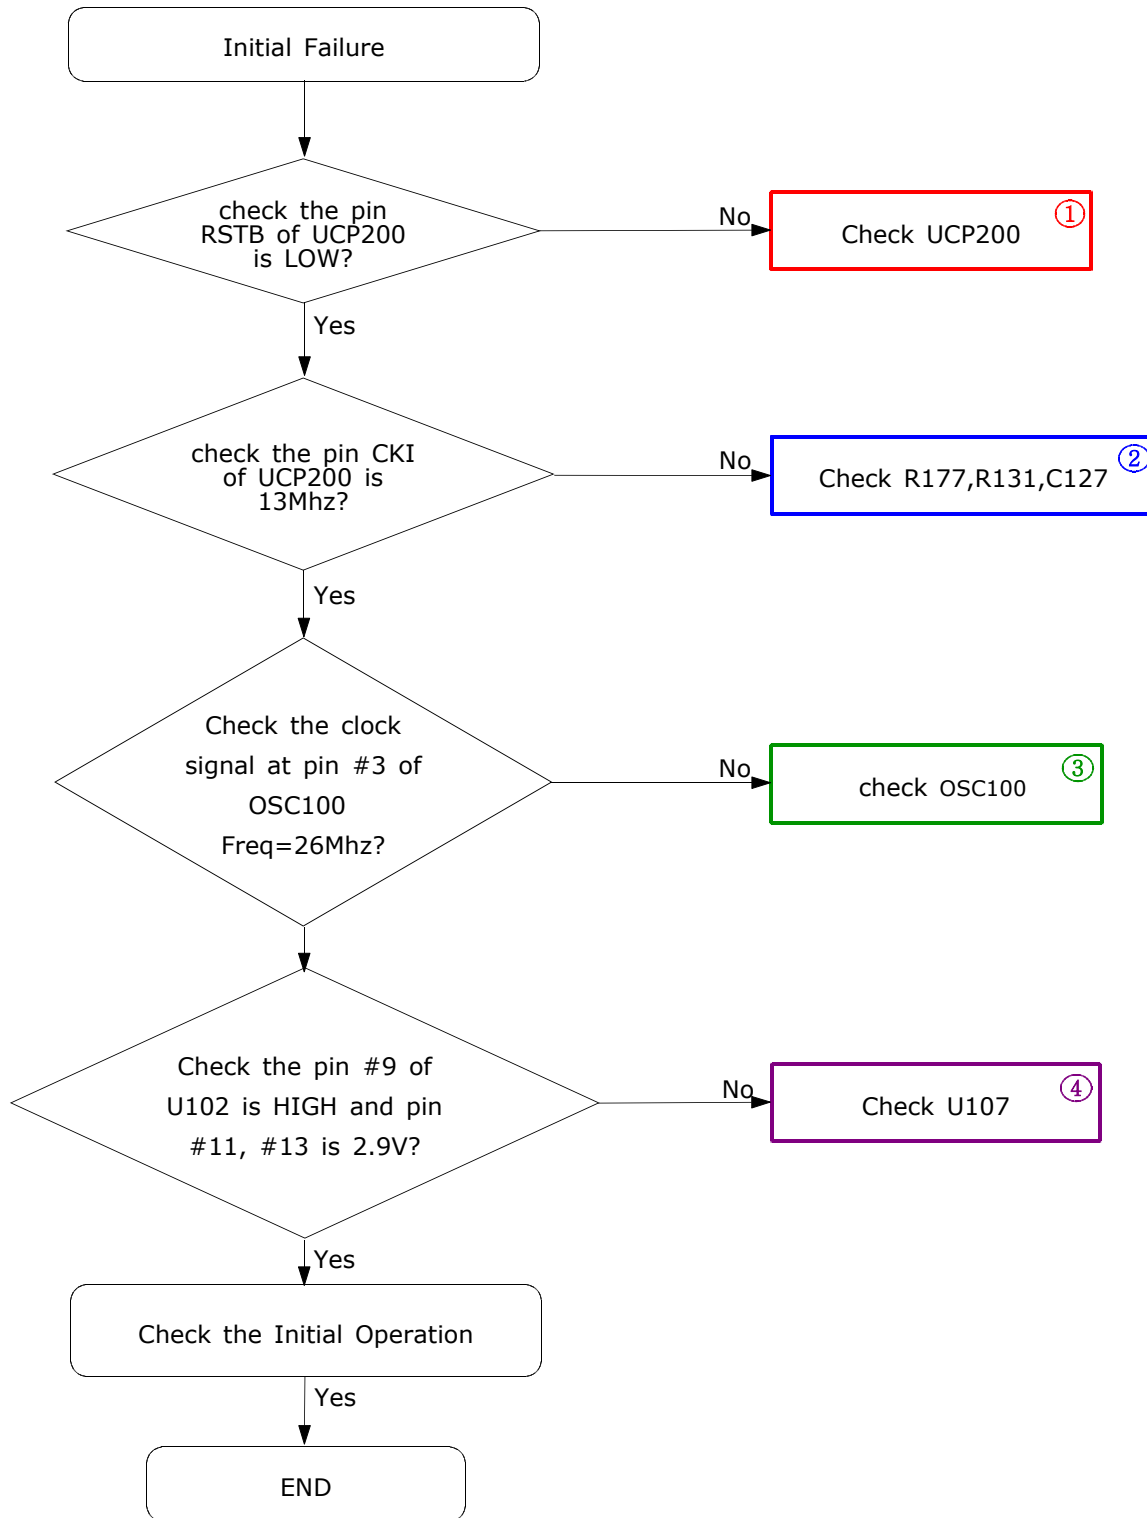 Initial Failure
check the pin
RSTB of UCP200
is LOW?
No
①
Check UCP200
Yes
check the pin CKI
of UCP200 is
13Mhz?
No
②
Check R177,R131,C127
Yes
Check the clock
signal at pin #3 of
OSC100
Freq=26Mhz?
No
③
check OSC100
Check the pin #9 of
U102 is HIGH and pin
#11, #13 is 2.9V?
No
④
Check U107
Yes
Check the Initial Operation
Yes
END